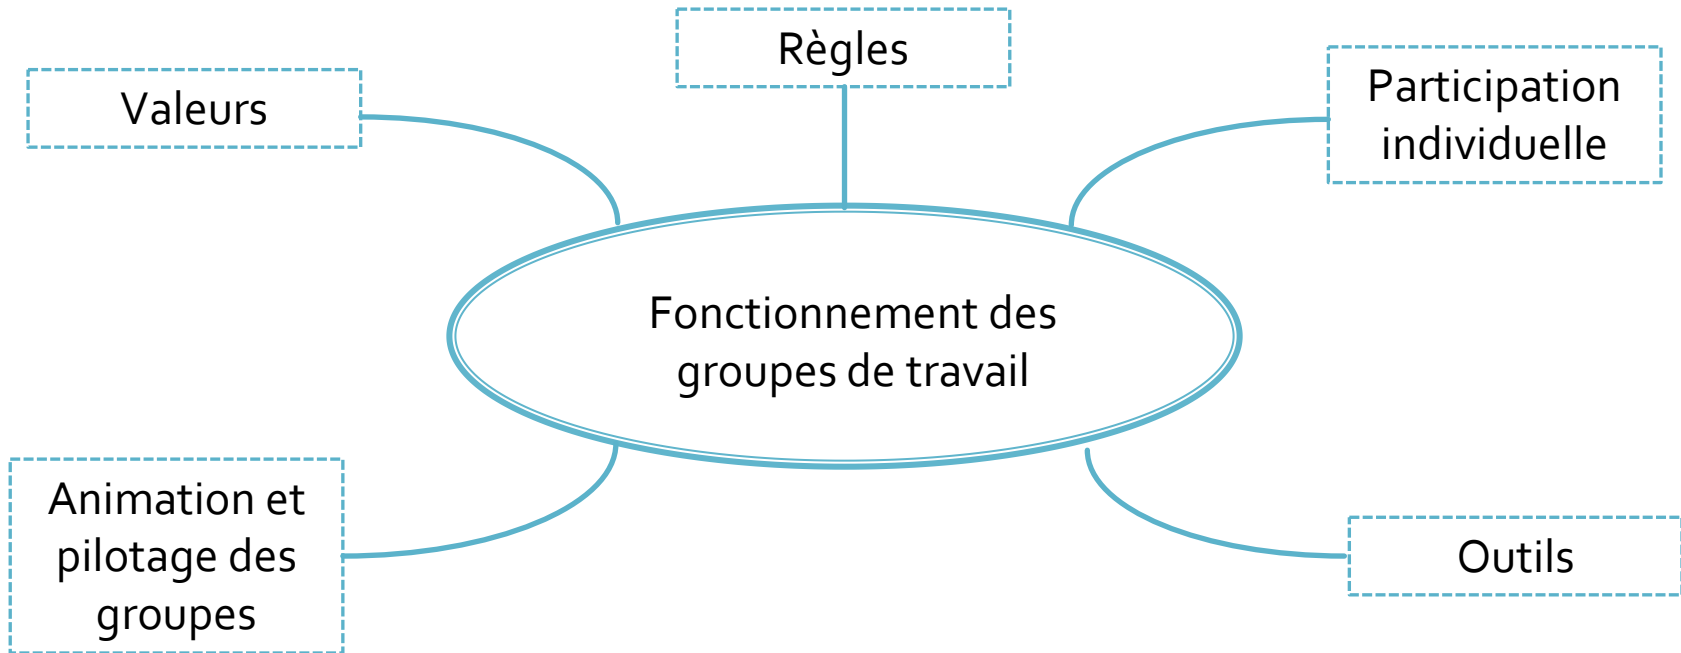 Règles
Valeurs
Participation
individuelle
Fonctionnement des
groupes de travail
Animation et
pilotage des
groupes
Outils